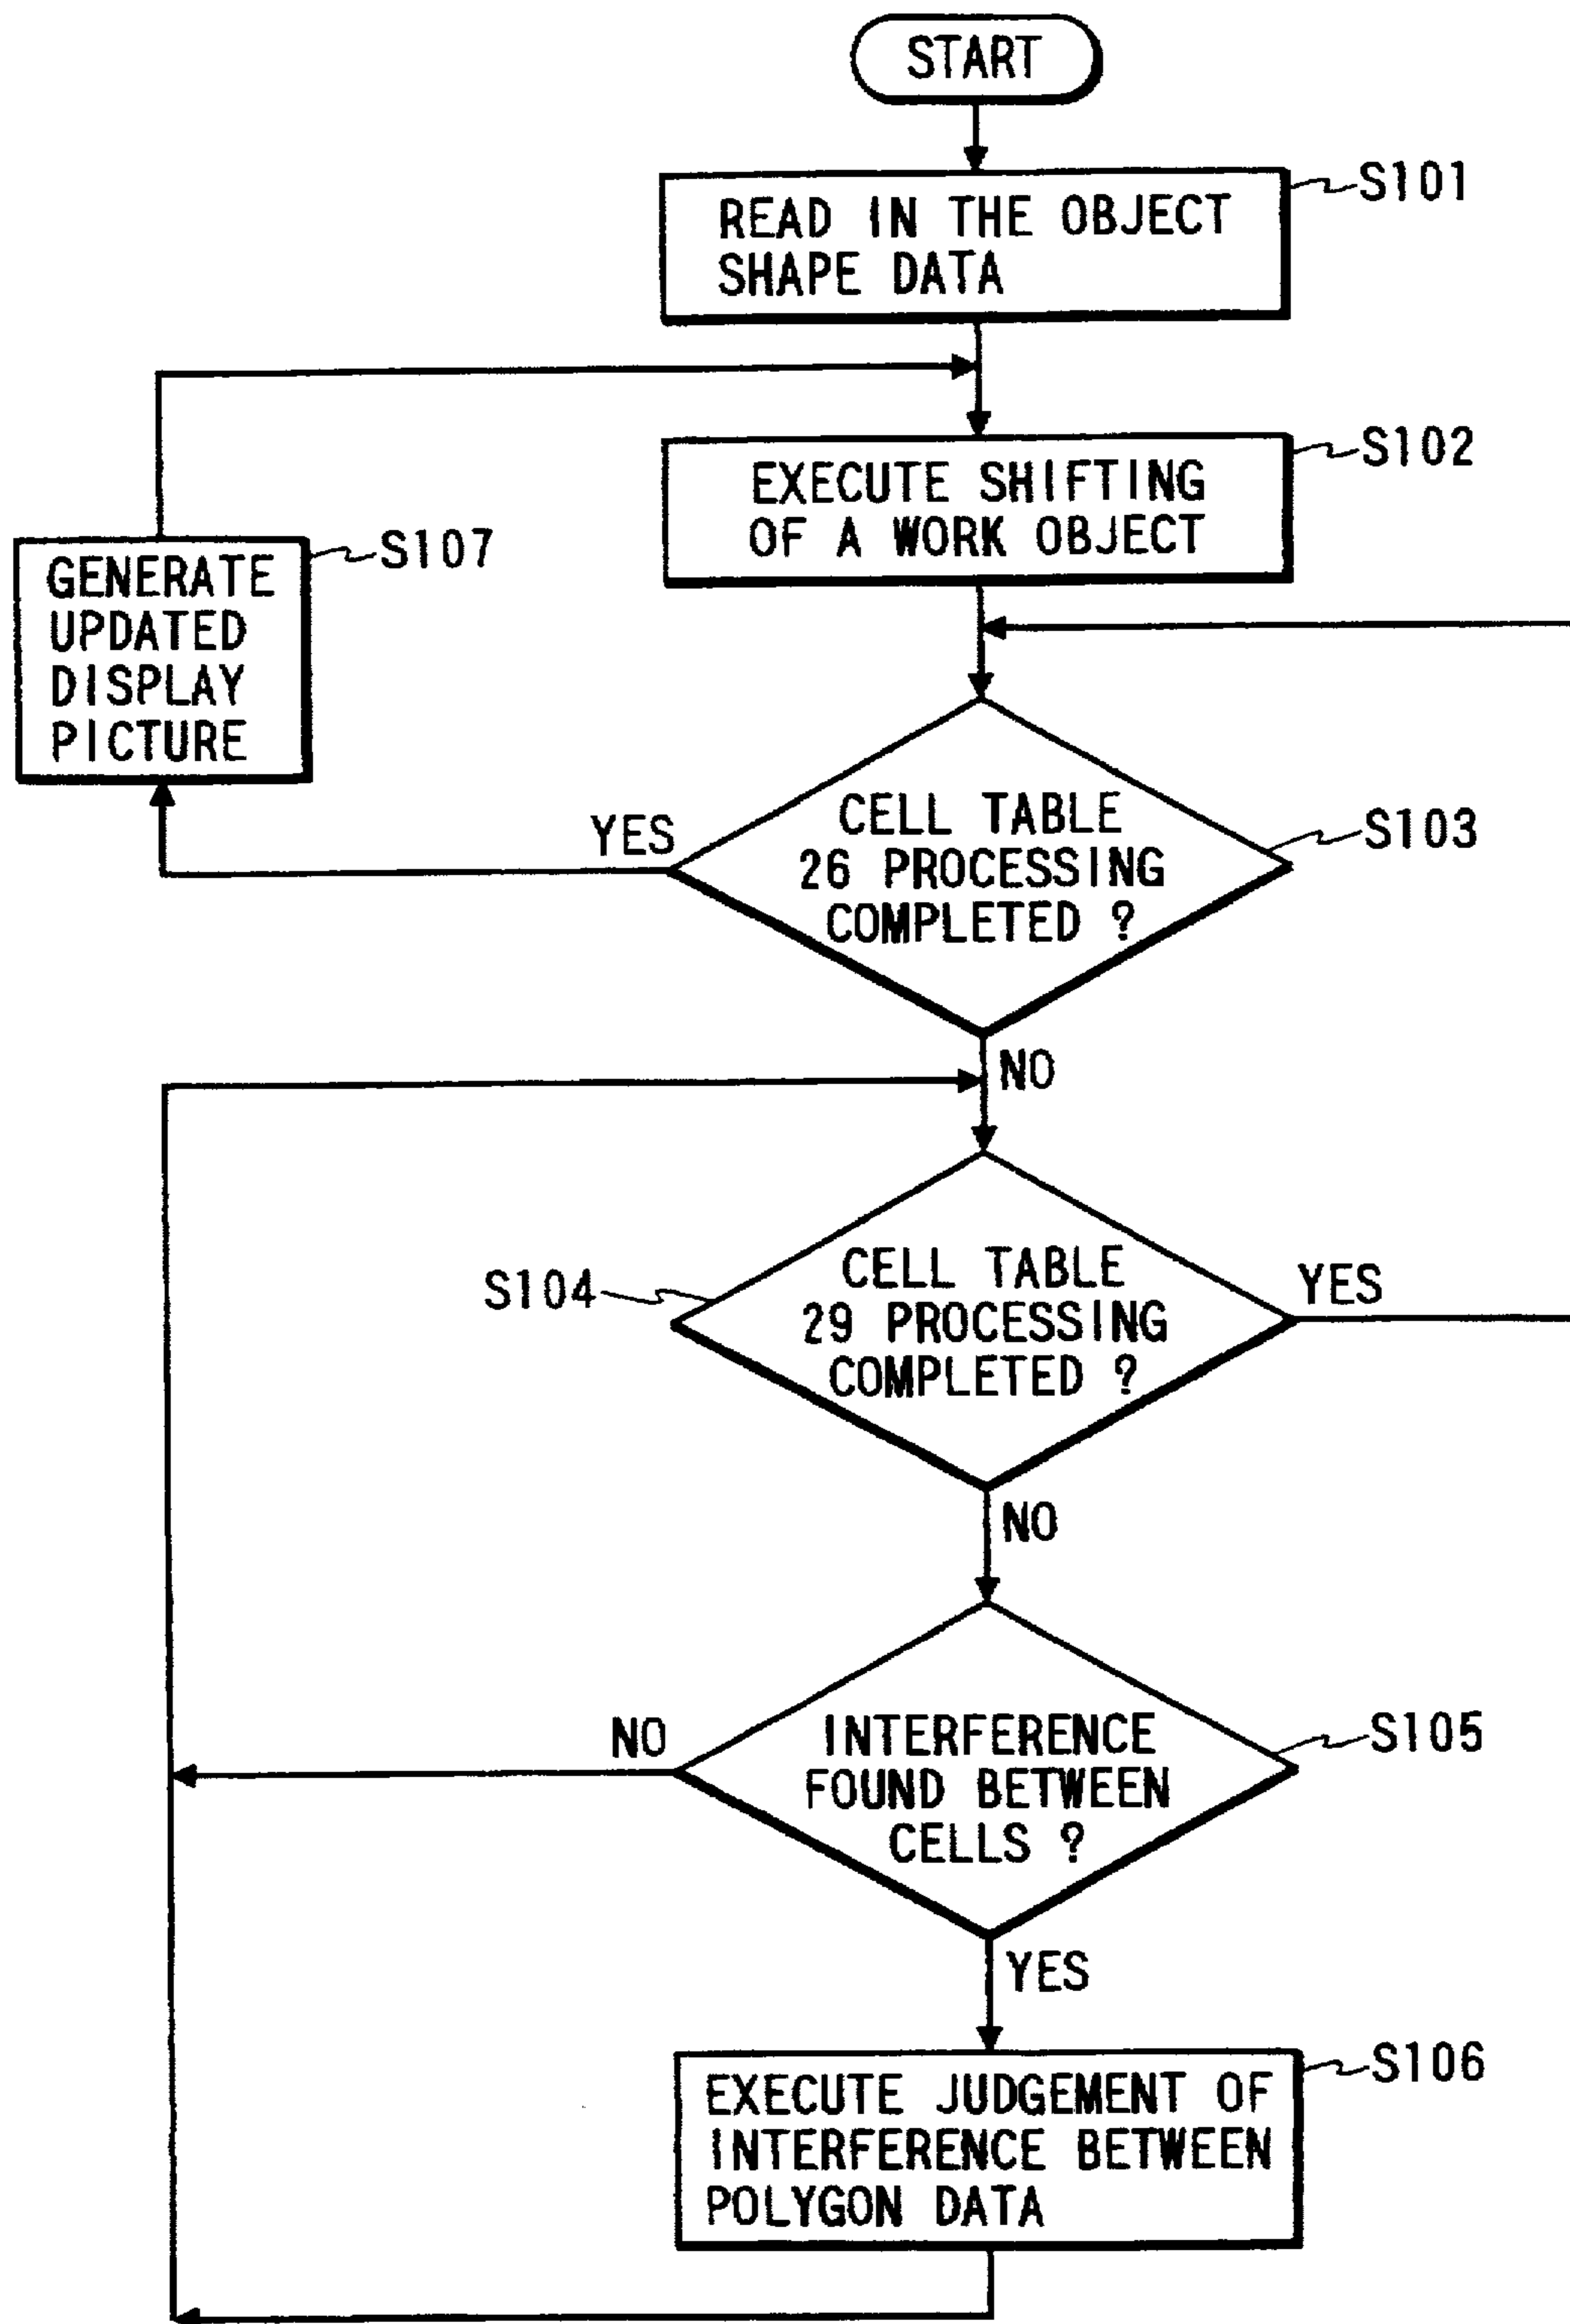 START
S101
READ IN THE OBJECT
SHAPE DATA
S102
EXECUTE SHIFTING
OF A WORK OBJECT
S107
GENERATE
UPDATED
DISPLAY
PICTURE
YES
S103
CELL TABLE
26 PROCESSING
COMPLETED ?
NO
S104
CELL TABLE
29 PROCESSING
COMPLETED ?
YES
NO
NO
S105
INTERFERENCE
FOUND BETWEEN
CELLS ?
YES
S106
EXECUTE JUDGEMENT OF
INTERFERENCE BETWEEN
POLYGON DATA